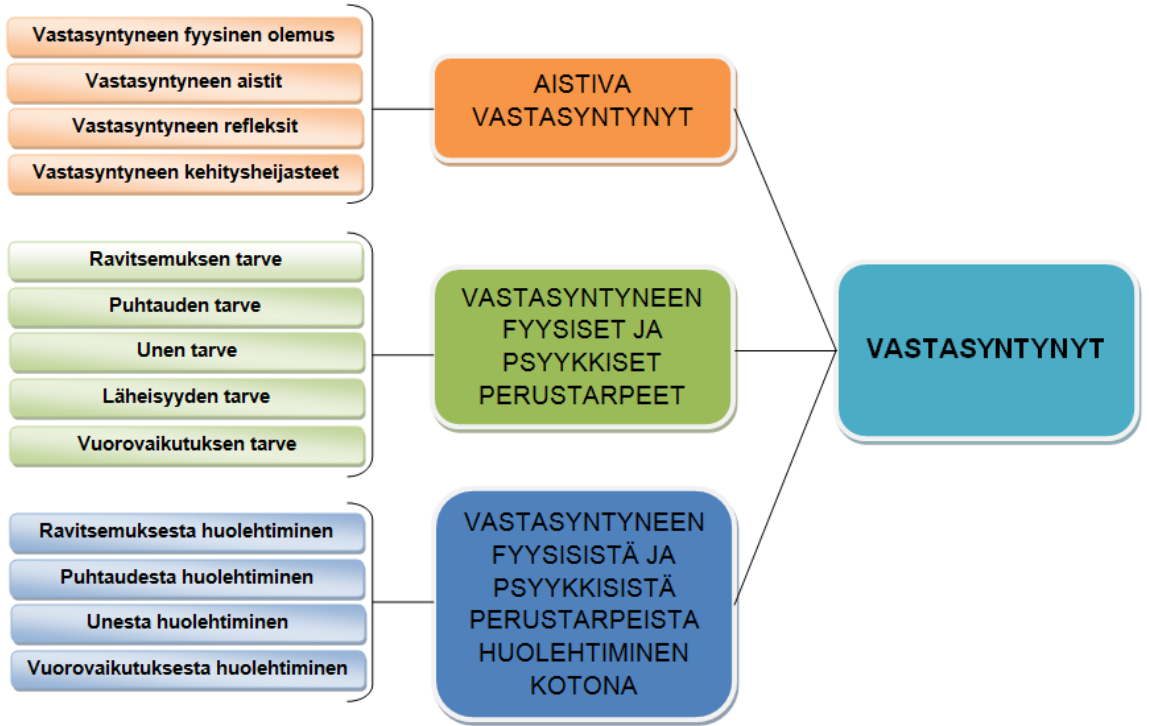 Vastasyntyneen fyysinen olemus
Vastasyntyneen aistit
Vastasyntyneen refleksit
Vastasyntyneen kehitysheijasteet
AISTIVA
VASTASYNTYNYT
Ravitsemuksen tarve
Puhtauden tarve
Unen tarve
Läheisyyden tarve
Vuorovaikutuksen tarve
VASTASYNTYNEEN
FYYSISET JA
PSYYKKISET
PERUSTARPEET
VASTASYNTYNYT
Ravitsemuksesta huolehtiminen
Puhtaudesta huolehtiminen
Unesta huolehtiminen
Vuorovaikutuksesta huolehtiminen
VASTASYNTYNEEN
FYYSISISTÄ JA
PSYYKKISISTÄ
PERUSTARPEISTA
HUOLEHTIMINEN
KOTONA